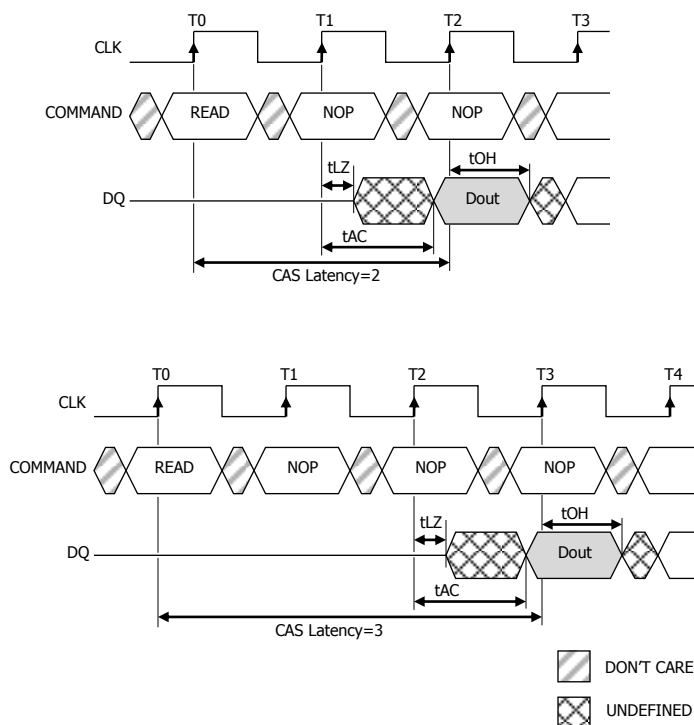 T0 T1 T2 T3
CLK
COMMAND READ NOP NOP
tLZ tOH
DQ Dout
tAC
CAS Latency=2
T0 T1 T2 T3 T4
CLK
COMMAND READ NOP NOP NOP
tLZ tOH
DQ Dout
tAC
CAS Latency=3
DON'T CARE
UNDEFINED